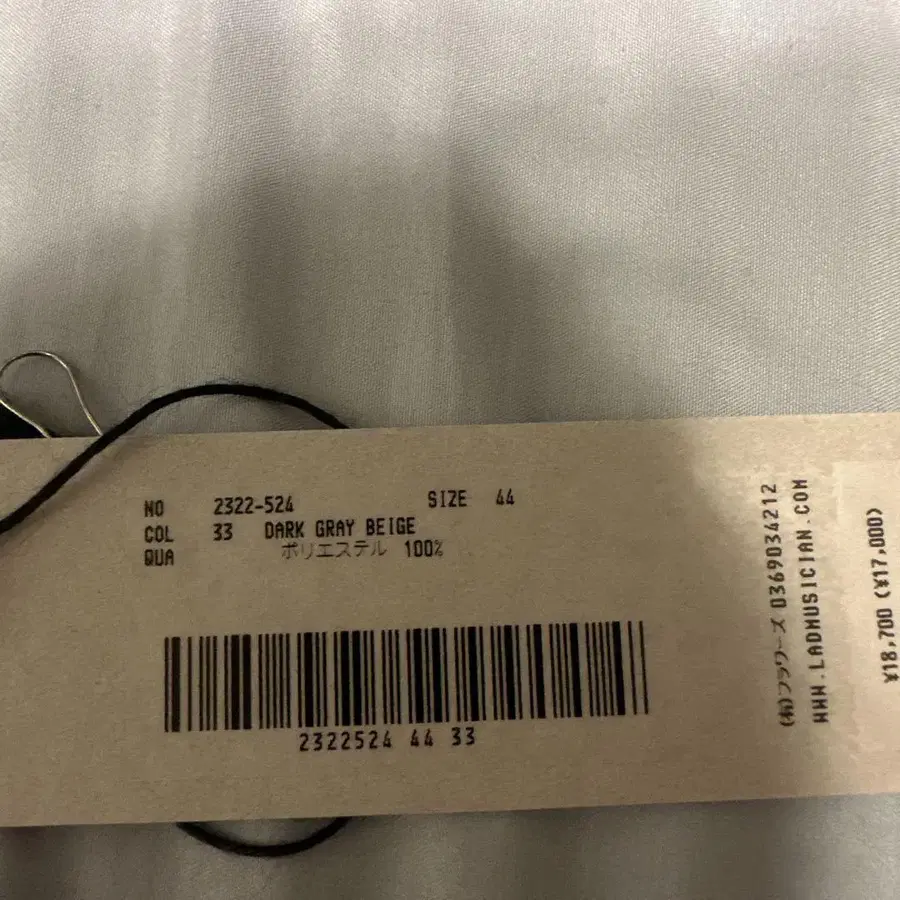 NO 2322-524 SIZE 44
COL 33 DARK GRAY BEIGE
QUA ポリエステル 100%
2322524 44 33
(有)フラワーズ 0369034212
WWW.LADMUSICIAN.COM
¥18,700 (¥17,000)